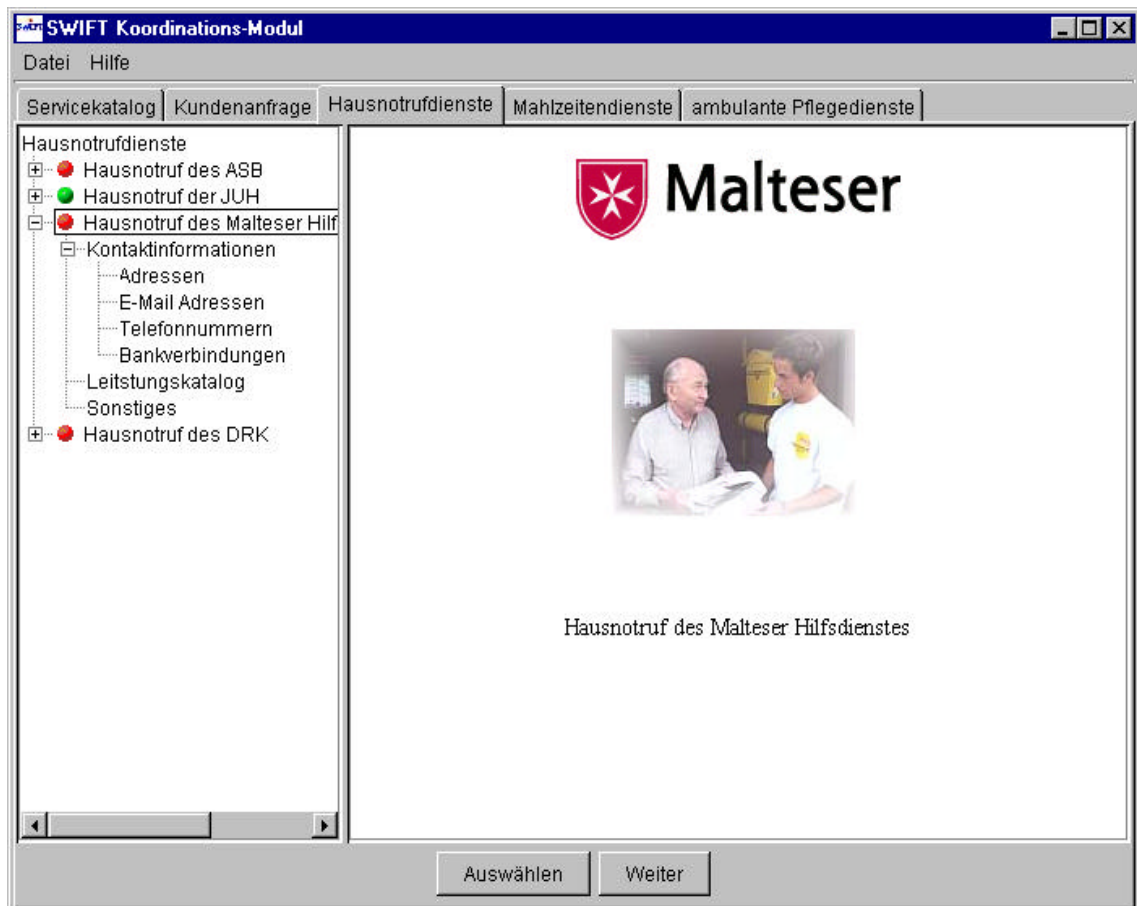 SWIFT Koordinations-Modul
Datei Hilfe
Servicekatalog Kundenanfrage Hausnotrufdienste Mahlzeitendienste ambulante Pflegedienste
Hausnotrufdienste
Hausnotruf des ASB
Hausnotruf der JUH
Hausnotruf des Malteser Hilf
Kontaktinformationen
Adressen
E-Mail Adressen
Telefonnummern
Bankverbindungen
Leitstungskatalog
Sonstiges
Hausnotruf des DRK
Malteser
Hausnotruf des Malteser Hilfsdienstes
Auswählen Weiter